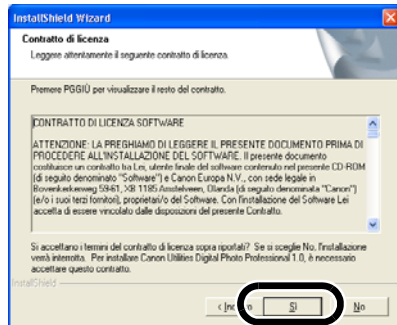 InstallShield Wizard
Contratto di licenza
Leggere attentamente il seguente contratto di licenza.
Premere PGGIÙ per visualizzare il resto del contratto.
CONTRATTO DI LICENZA SOFTWARE
ATTENZIONE: LA PREGHIAMO DI LEGGERE IL PRESENTE DOCUMENTO PRIMA DI
PROCEDERE ALL'INSTALLAZIONE DEL SOFTWARE. Il presente documento
costituisce un contratto tra Lei, utente finale del software contenuto nel presente CD-ROM
(di seguito denominato "Software") e Canon Europa N.V., con sede legale in
Bovenkerkerweg 59-61, XB 1185 Amstelveen, Olanda (di seguito denominata "Canon")
(e/o i suoi terzi fornitori), proprietari/o del Software. Con l'installazione del Software Lei
accetta di essere vincolato dalle disposizioni del presente Contratto.
Si accettano i termini del contratto di licenza sopra riportati? Se si sceglie No, l'installazione
verrà interrotta. Per installare Canon Utilities Digital Photo Professional 1.0, è necessario
accettare questo contratto.
InstallShield
Sì
No